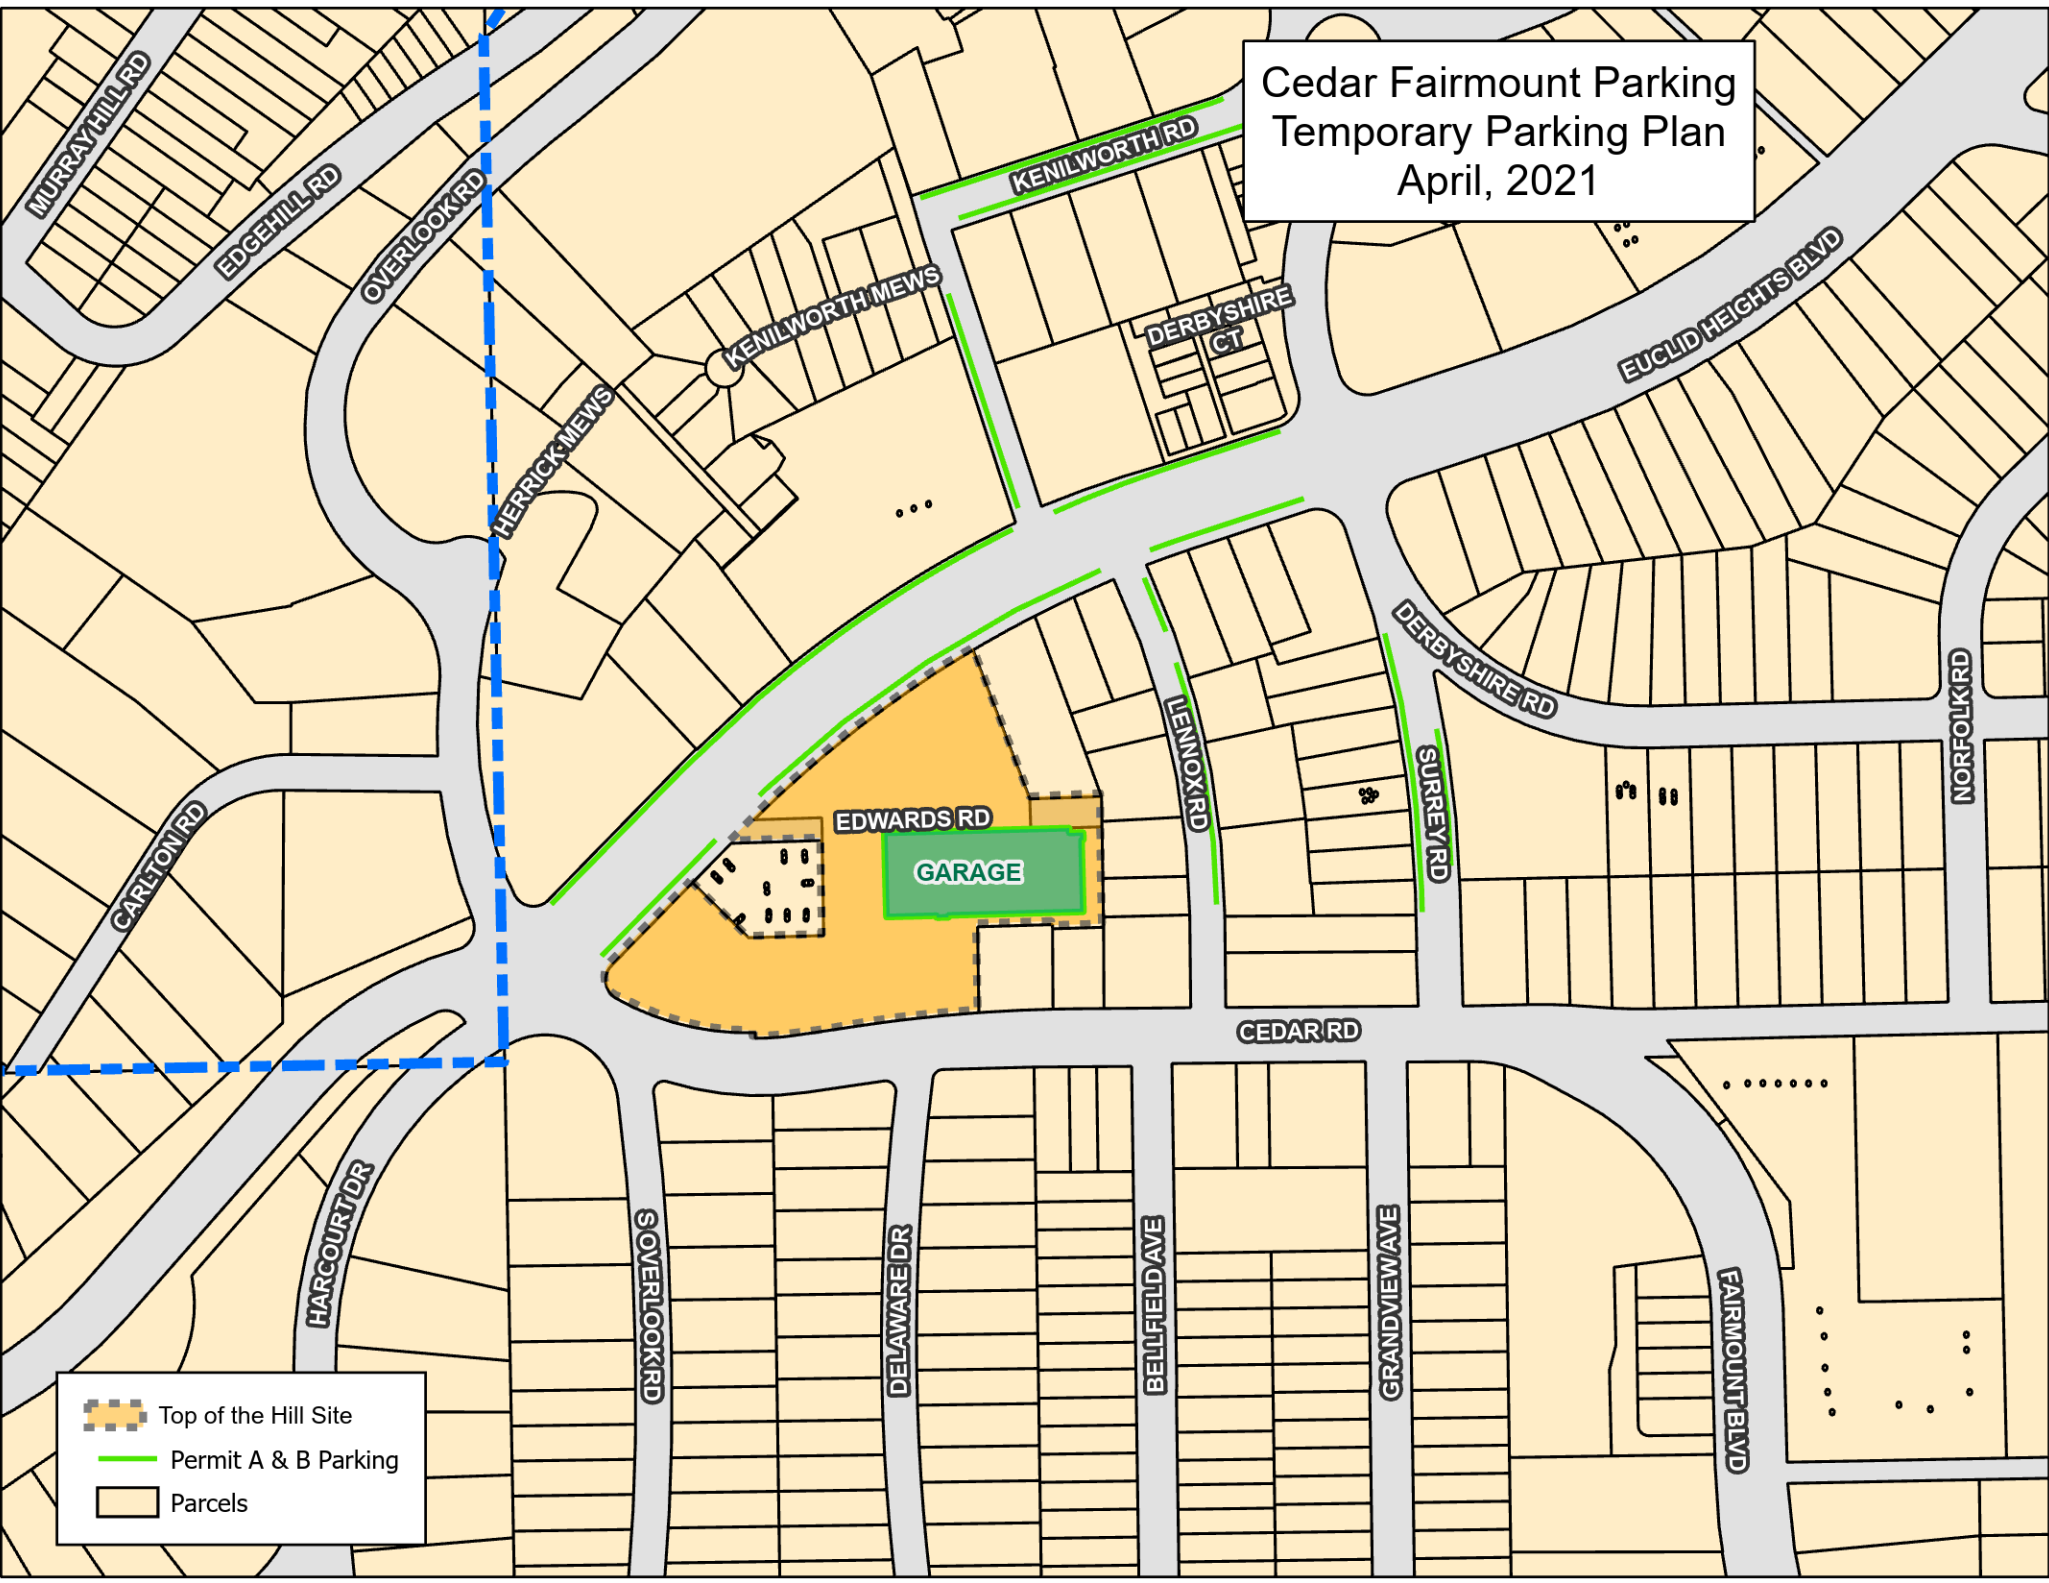 Cedar Fairmount Parking
Temporary Parking Plan
April, 2021
MURRAY HILL RD
EDGEHILL RD
OVERLOOK RD
KENILWORTH RD
KENILWORTH MEWS
DERBYSHIRE
CT
EUCLID HEIGHTS BLVD
HERRICK MEWS
DERBYSHIRE RD
NORFOLK RD
LENNOX RD
SURREY RD
EDWARDS RD
GARAGE
CARLTON RD
CEDAR RD
HARCOURT DR
S OVERLOOK RD
DELAWARE DR
BELLFIELD AVE
GRANDVIEW AVE
FAIRMOUNT BLVD
Top of the Hill Site
Permit A & B Parking
Parcels